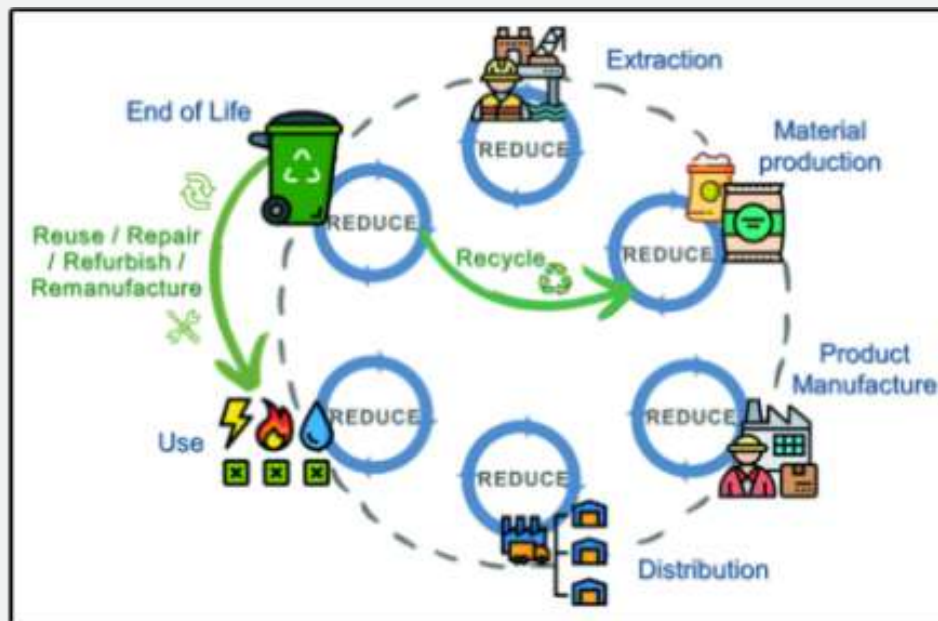 Extraction
End of Life
REDUCE
Material
production
REDUCE
REDUCE
Reuse / Repair
/ Refurbish /
Remanufacture
Recycle
Product
Manufacture
REDUCE
REDUCE
Use
REDUCE
Distribution